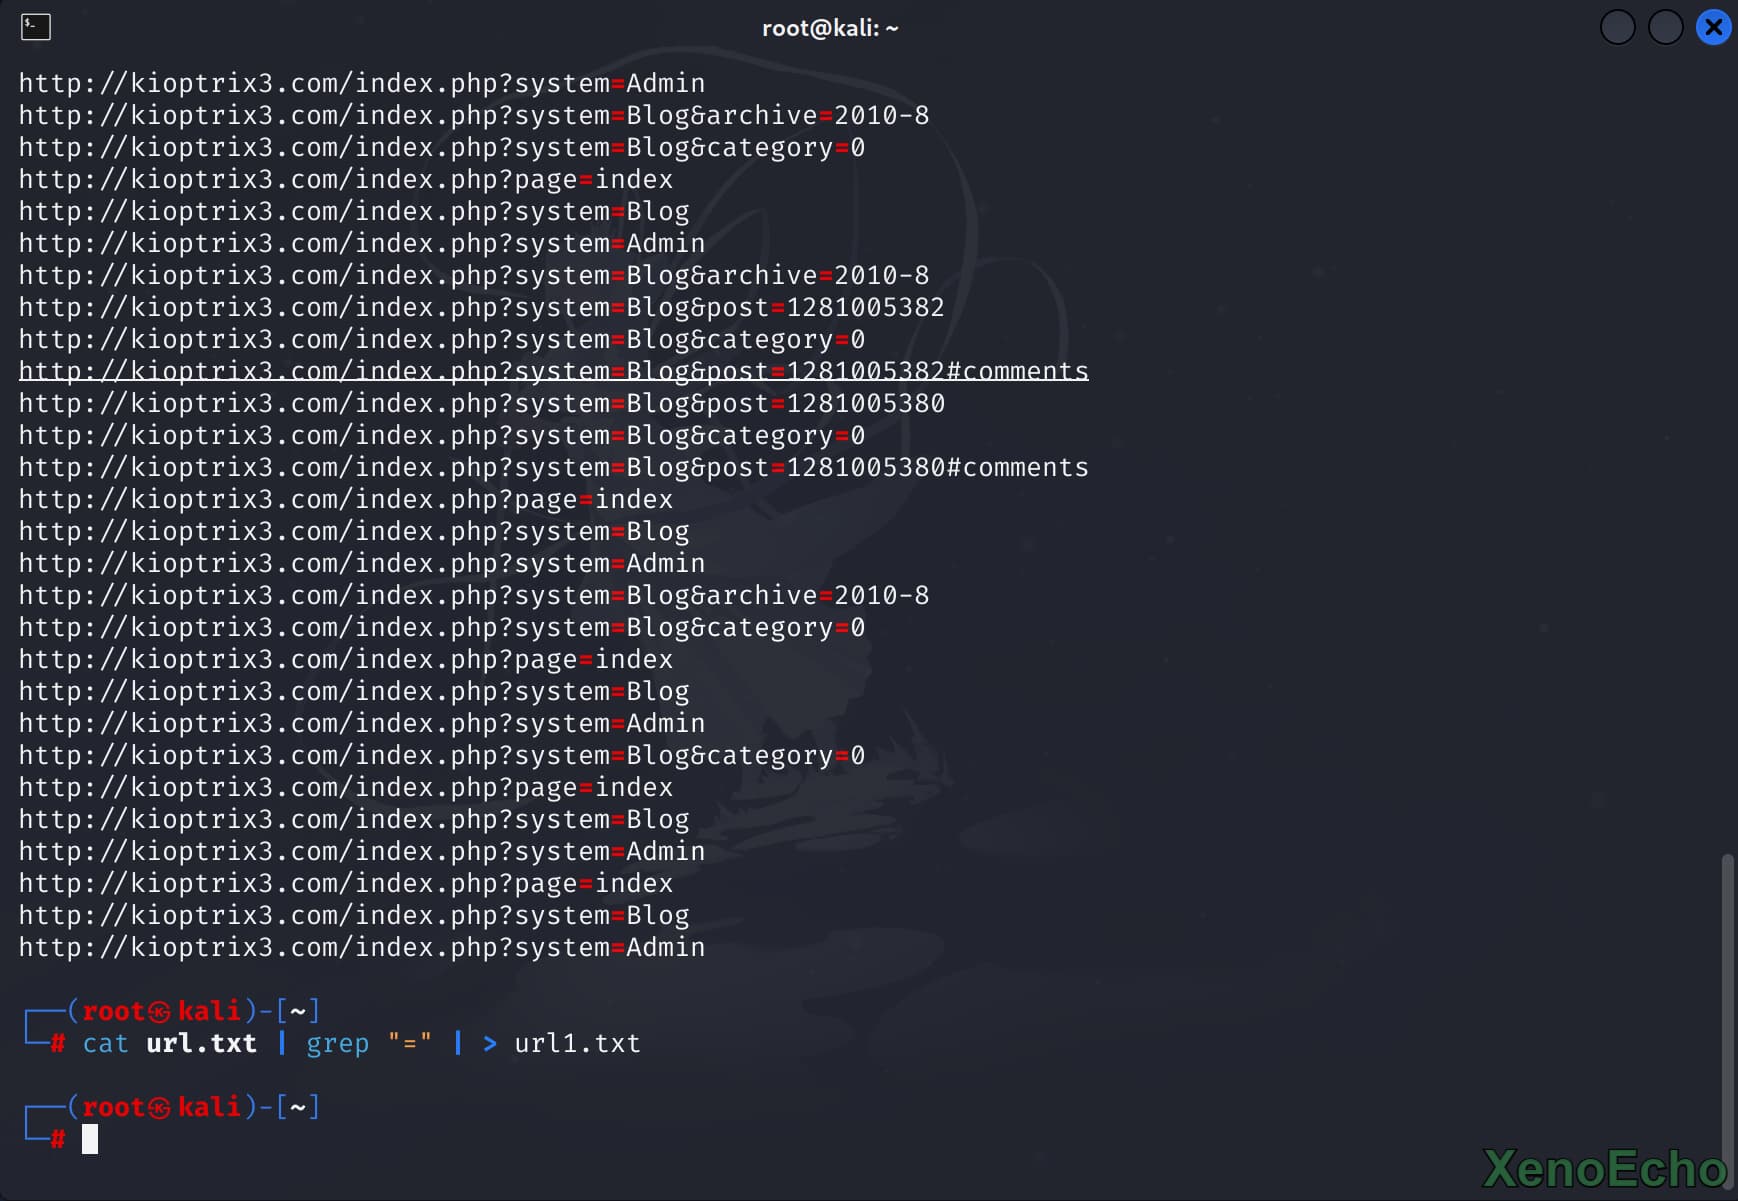 root@kali: ~
http://kioptrix3.com/index.php?system=Admin
http://kioptrix3.com/index.php?system=Blog&archive=2010-8
http://kioptrix3.com/index.php?system=Blog&category=0
http://kioptrix3.com/index.php?page=index
http://kioptrix3.com/index.php?system=Blog
http://kioptrix3.com/index.php?system=Admin
http://kioptrix3.com/index.php?system=Blog&archive=2010-8
http://kioptrix3.com/index.php?system=Blog&post=1281005382
http://kioptrix3.com/index.php?system=Blog&category=0
http://kioptrix3.com/index.php?system=Blog&post=1281005382#comments
http://kioptrix3.com/index.php?system=Blog&post=1281005380
http://kioptrix3.com/index.php?system=Blog&category=0
http://kioptrix3.com/index.php?system=Blog&post=1281005380#comments
http://kioptrix3.com/index.php?page=index
http://kioptrix3.com/index.php?system=Blog
http://kioptrix3.com/index.php?system=Admin
http://kioptrix3.com/index.php?system=Blog&archive=2010-8
http://kioptrix3.com/index.php?system=Blog&category=0
http://kioptrix3.com/index.php?page=index
http://kioptrix3.com/index.php?system=Blog
http://kioptrix3.com/index.php?system=Admin
http://kioptrix3.com/index.php?system=Blog&category=0
http://kioptrix3.com/index.php?page=index
http://kioptrix3.com/index.php?system=Blog
http://kioptrix3.com/index.php?system=Admin
http://kioptrix3.com/index.php?page=index
http://kioptrix3.com/index.php?system=Blog
http://kioptrix3.com/index.php?system=Admin
┌──(root㉿kali)-[~]
└─# cat url.txt | grep "=" | > url1.txt
┌──(root㉿kali)-[~]
└─#
XenoEcho